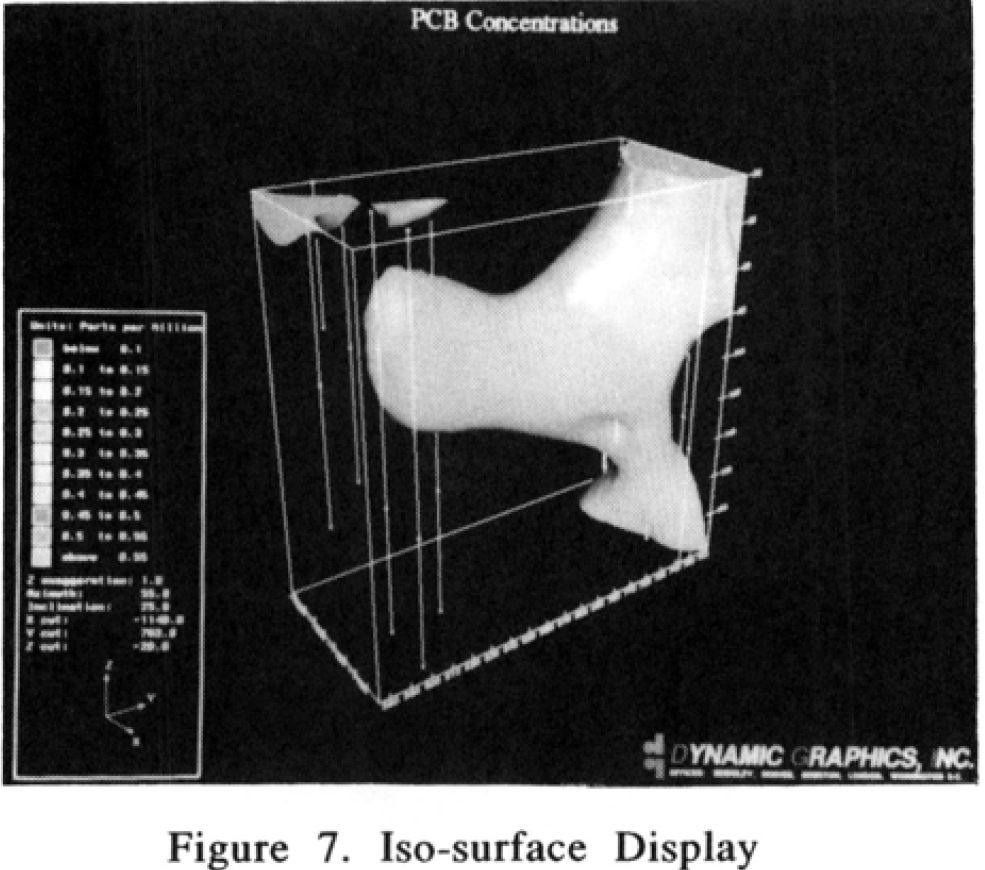 PCB Concentrations
Units: Parts per Million
below 0.1
0.1 to 0.15
0.15 to 0.2
0.2 to 0.25
0.25 to 0.3
0.3 to 0.35
0.35 to 0.4
0.4 to 0.45
0.45 to 0.5
0.5 to 0.55
above 0.55
Z exaggeration: 1.0
Azimuth: 55.0
Inclination: 25.0
X cut: -1140.0
Y cut: 703.0
Z cut: -20.0
Z
Y
X
DYNAMIC GRAPHICS, INC.
Figure 7. Iso-surface Display